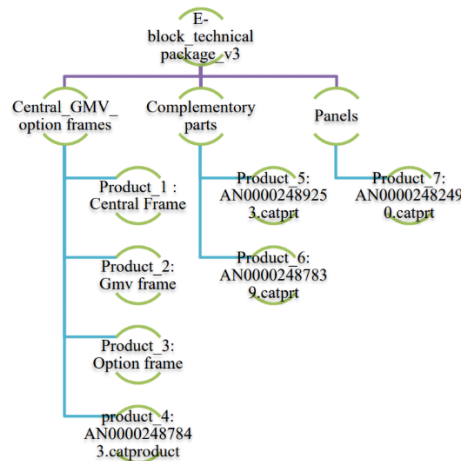 E-
block_technical
package_v3
Central_GMV_
option frames
Complementory
parts
Panels
Product_1 :
Central Frame
Product_2:
Gmv frame
Product_3:
Option frame
product_4:
AN0000248784
3.catproduct
Product_5:
AN0000248925
3.catprt
Product_6:
AN0000248783
9.catprt
Product_7:
AN0000248249
0.catprt